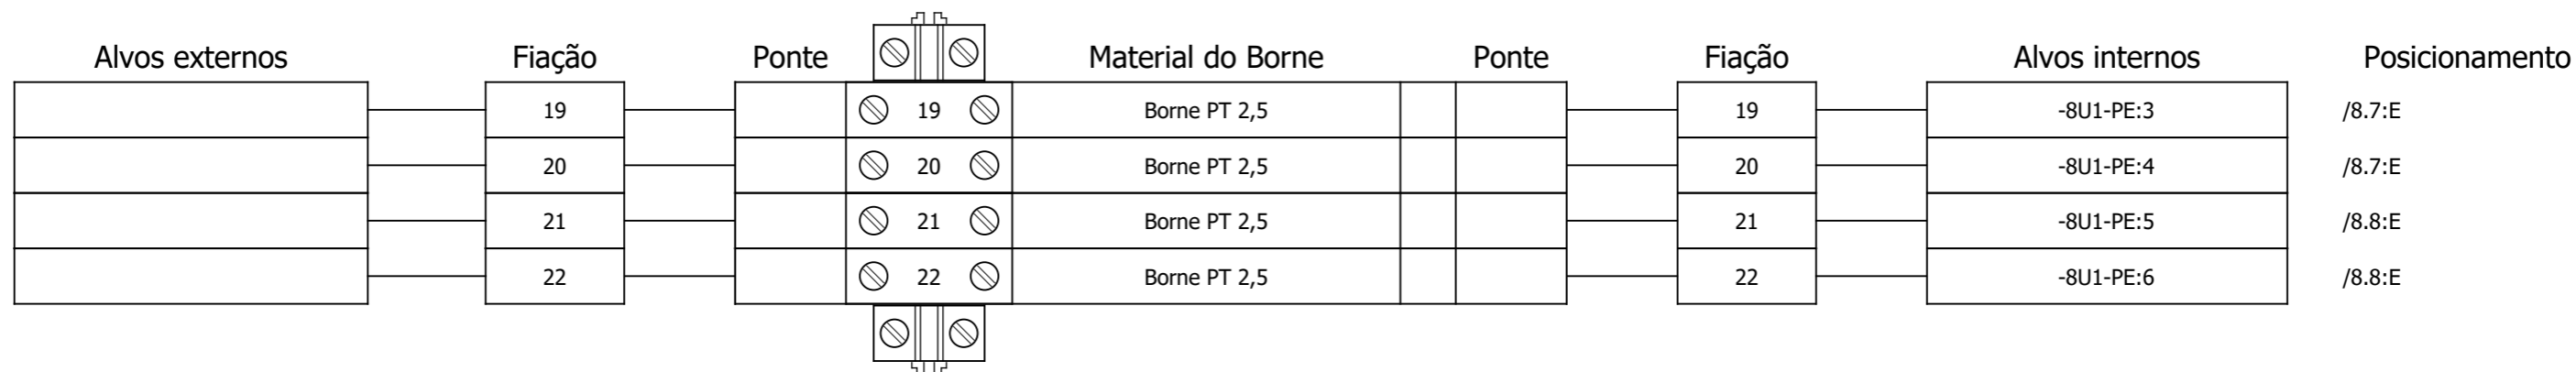 Alvos externos Fiação Ponte Material do Borne Ponte Fiação Alvos internos Posicionamento
19 19 Borne PT 2,5 19 -8U1-PE:3 /8.7:E
20 20 Borne PT 2,5 20 -8U1-PE:4 /8.7:E
21 21 Borne PT 2,5 21 -8U1-PE:5 /8.8:E
22 22 Borne PT 2,5 22 -8U1-PE:6 /8.8:E